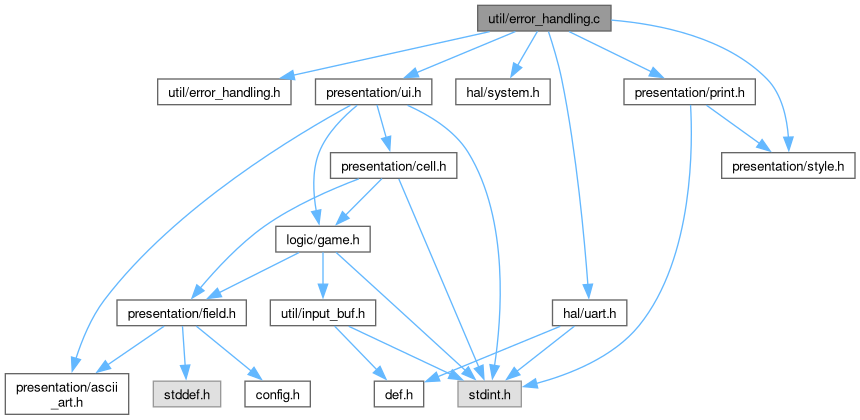 util/error_handling.c
util/error_handling.h
presentation/ui.h
hal/system.h
presentation/print.h
presentation/cell.h
presentation/style.h
logic/game.h
presentation/field.h
util/input_buf.h
hal/uart.h
presentation/ascii
_art.h
stddef.h
config.h
def.h
stdint.h